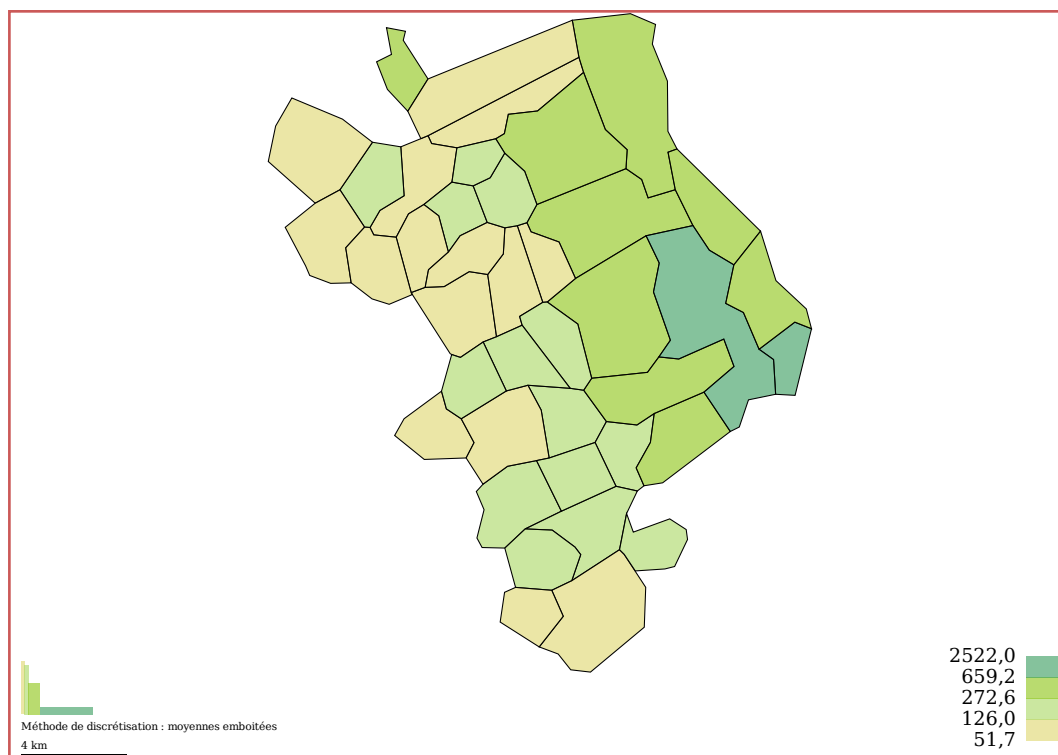 2522,0
659,2
272,6
126,0
51,7
Méthode de discrétisation : moyennes emboitées
4 km